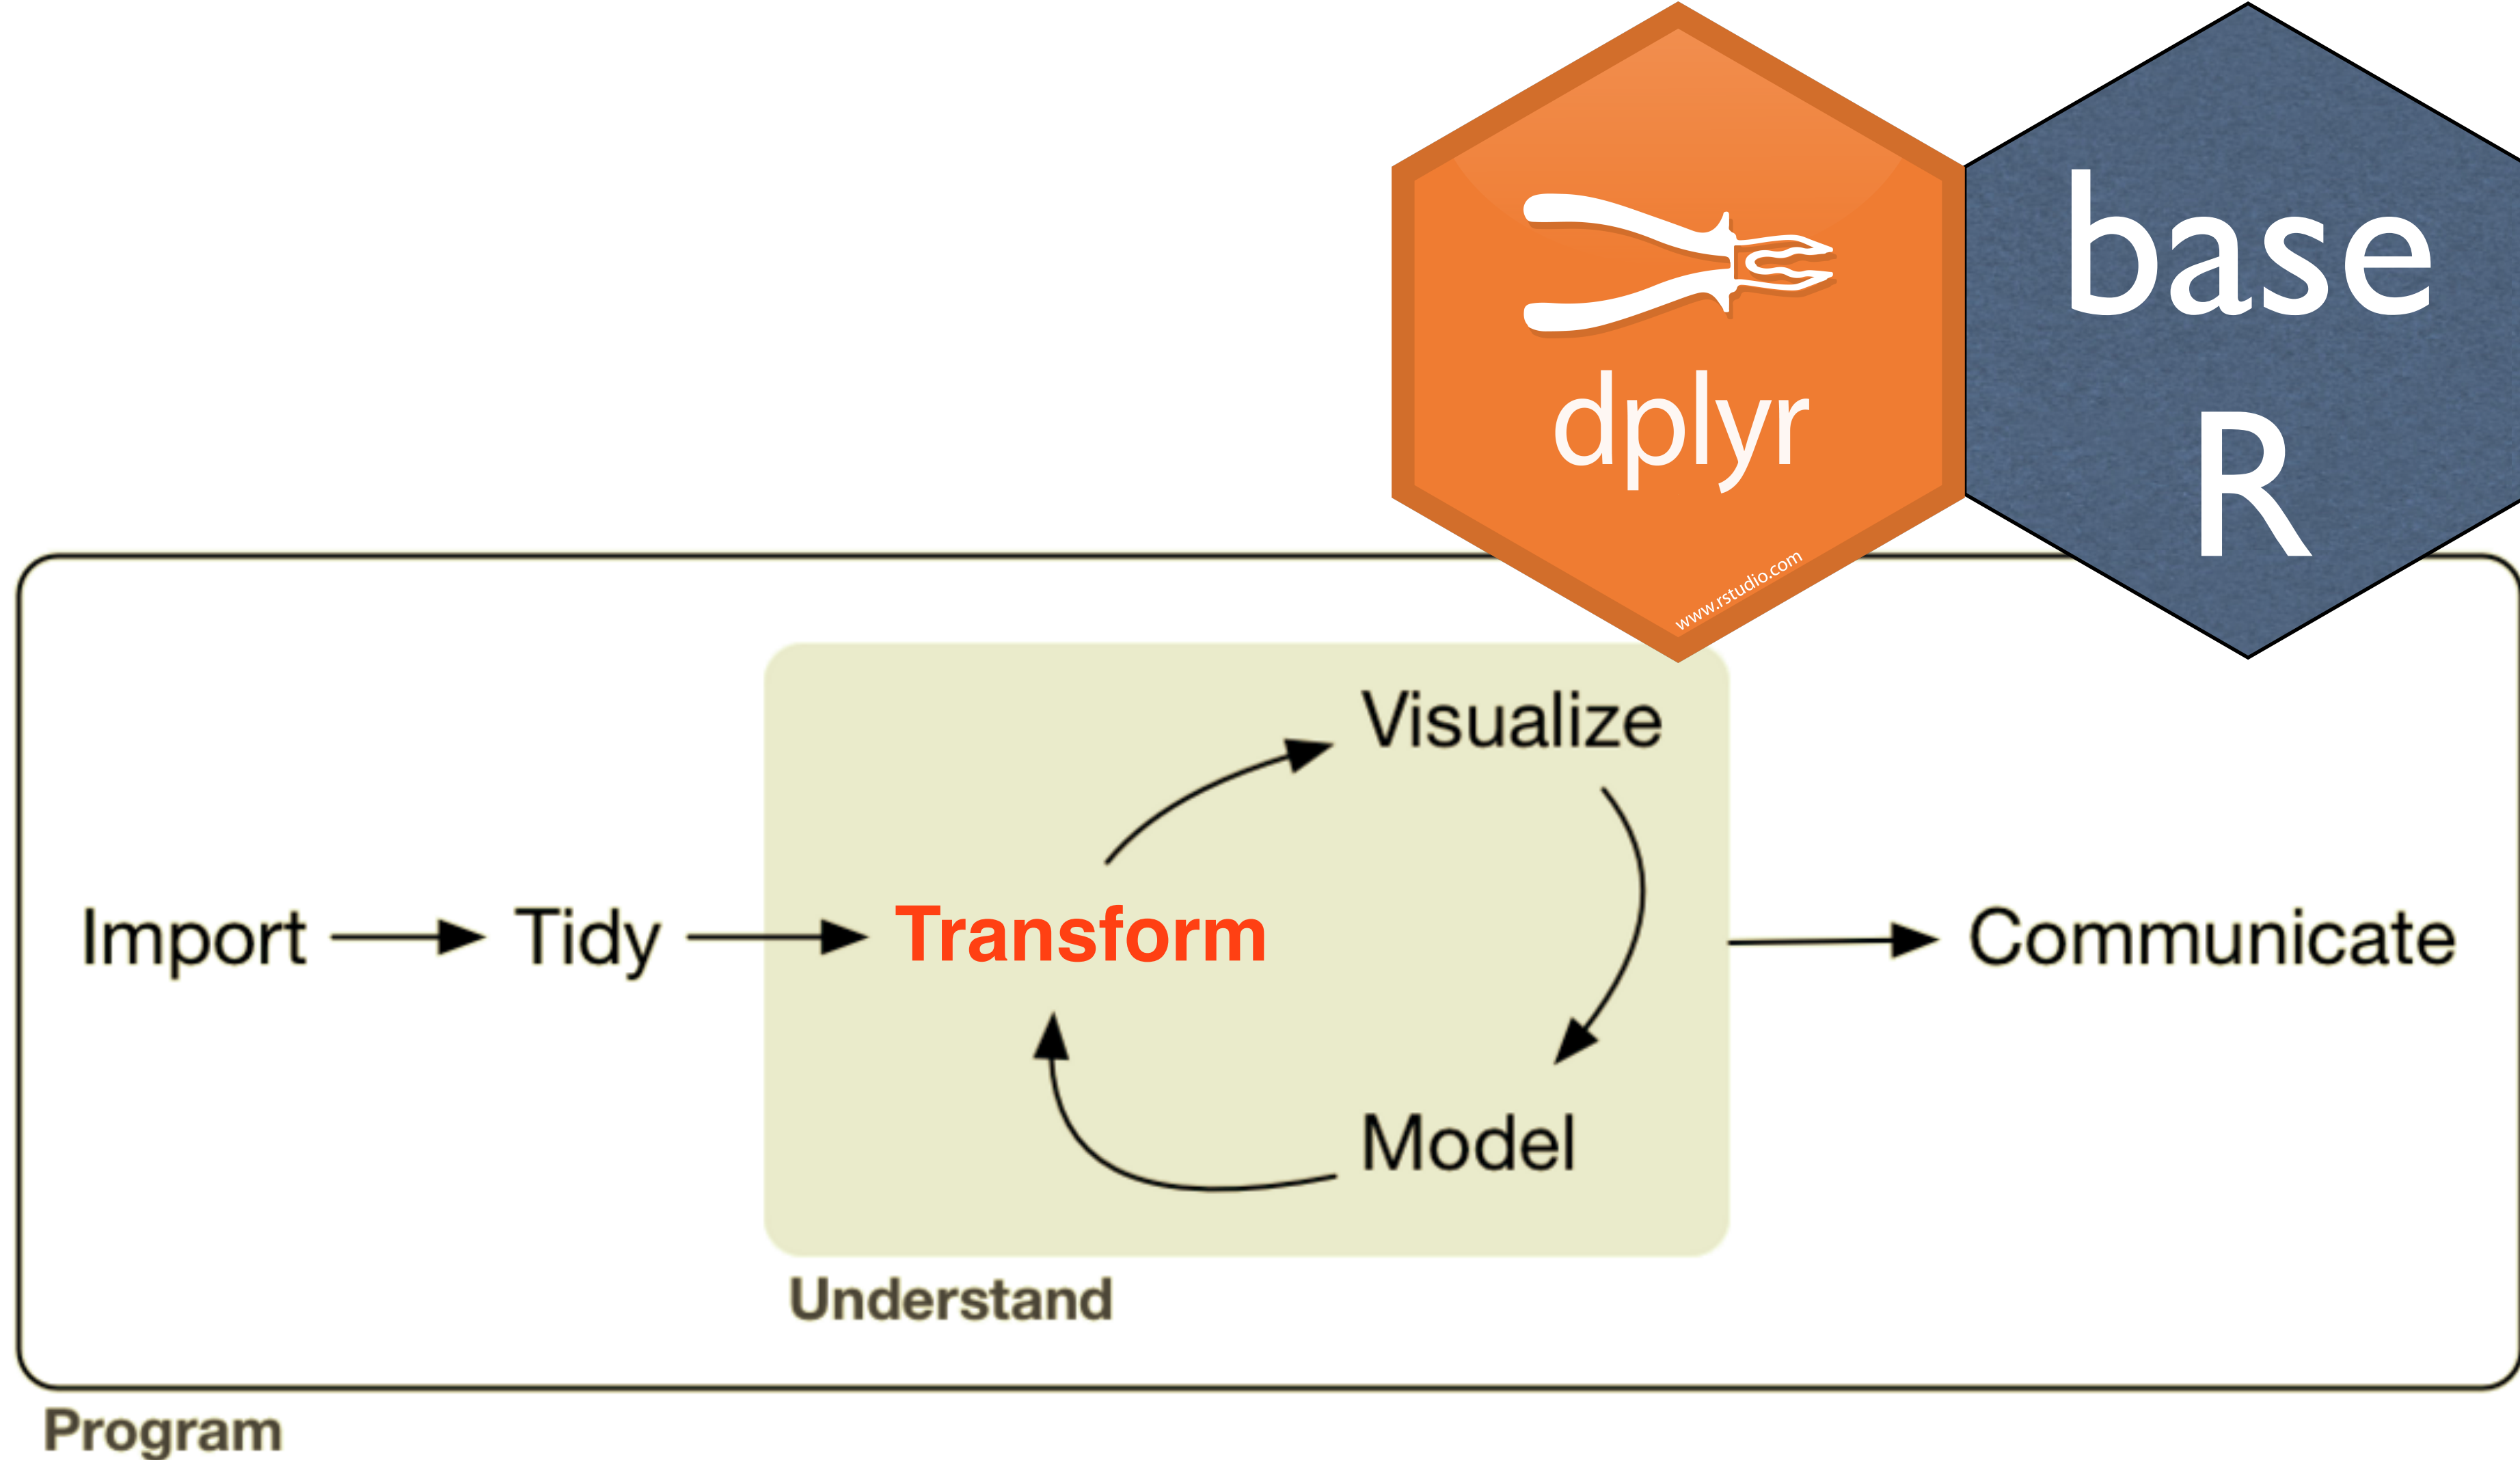 dplyr
www.rstudio.com
base
R
Visualize
Import
Tidy
Transform
Communicate
Model
Understand
Program